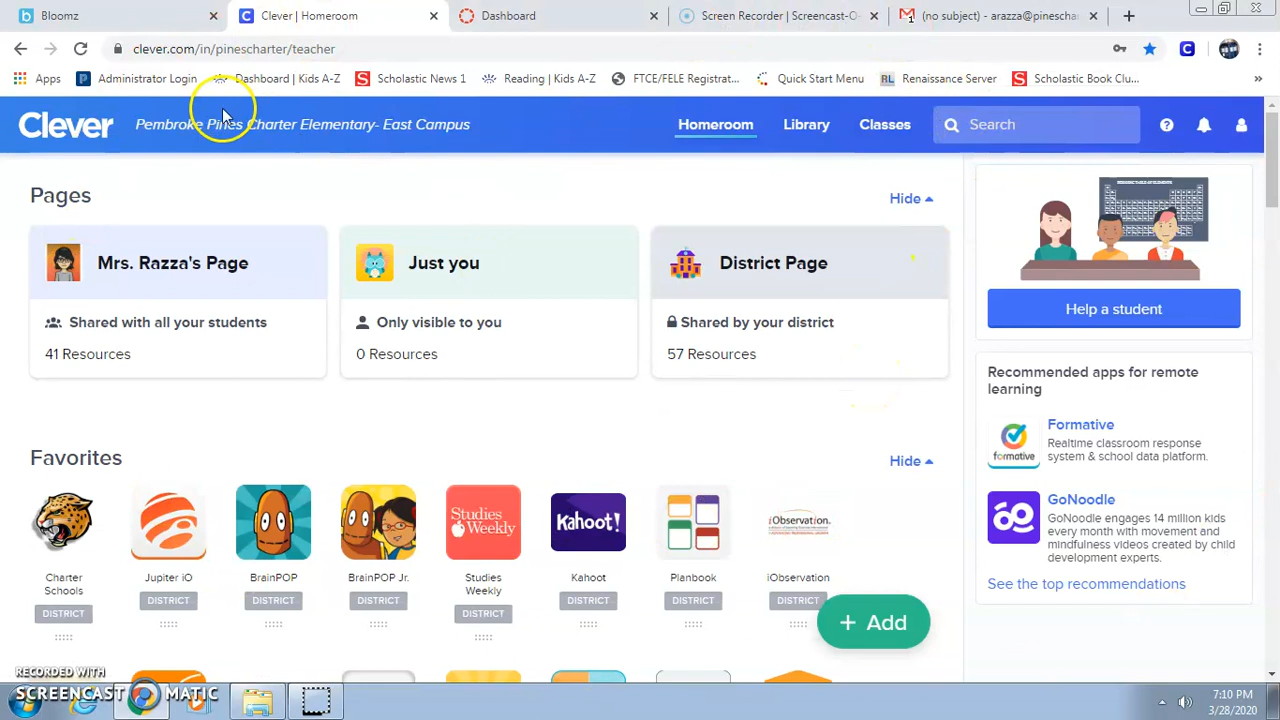 Bloomz
Clever | Homeroom
Dashboard
Screen Recorder | Screencast-O-
(no subject) - arazza@pinescha
clever.com/in/pinescharter/teacher
Apps
Administrator Login
Dashboard | Kids A-Z
Scholastic News 1
Reading | Kids A-Z
FTCE/FELE Registrat...
Quick Start Menu
RL Renaissance Server
Scholastic Book Clu...
Clever
Pembroke Pines Charter Elementary- East Campus
Homeroom
Library
Classes
Search
Pages
Hide
Mrs. Razza's Page
Shared with all your students
41 Resources
Just you
Only visible to you
0 Resources
District Page
Shared by your district
57 Resources
Help a student
Recommended apps for remote
learning
formative
Formative
Realtime classroom response
system & school data platform.
GoNoodle
GoNoodle engages 14 million kids
every month with movement and
mindfulness videos created by child
development experts.
See the top recommendations
Favorites
Hide
Studies
Weekly
Kahoot!
iObservation.
Charter
Schools
DISTRICT
Jupiter iO
DISTRICT
BrainPOP
DISTRICT
BrainPOP Jr.
DISTRICT
Studies
Weekly
DISTRICT
Kahoot
DISTRICT
Planbook
DISTRICT
iObservation
DISTRICT
+ Add
RECORDED WITH
SCREENCAST MATIC
7:10 PM
3/28/2020